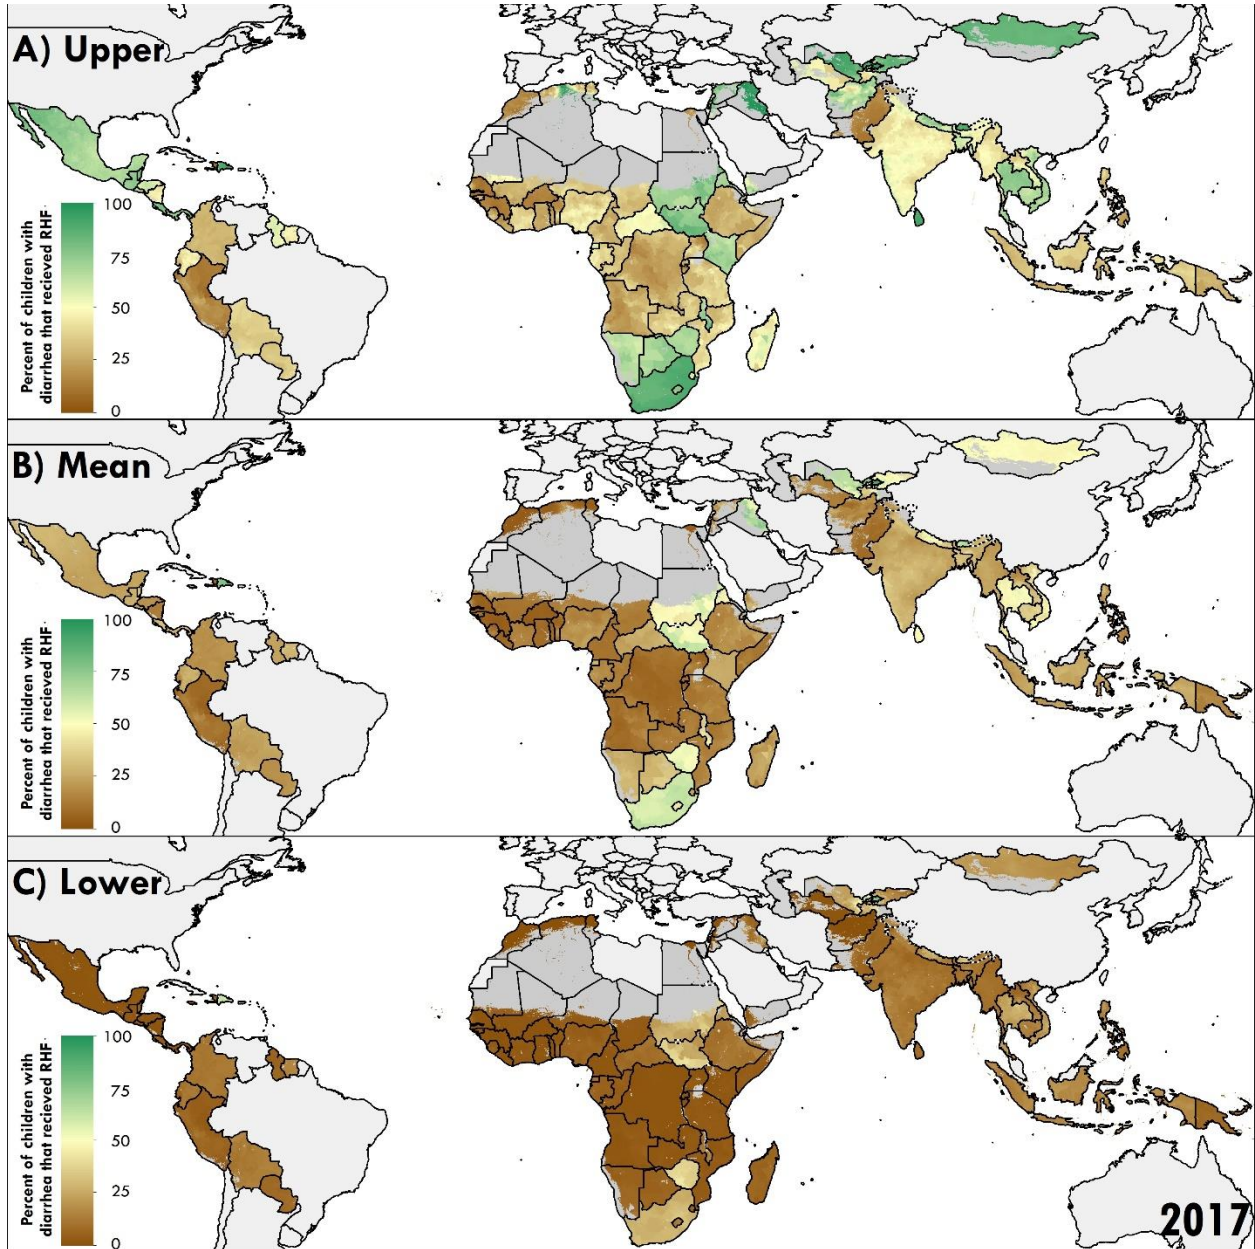 A) Upper
Percent of children with
diarrhea that recieved RHF
100
75
50
25
0
B) Mean
Percent of children with
diarrhea that recieved RHF
100
75
50
25
0
C) Lower
Percent of children with
diarrhea that recieved RHF
100
75
50
25
0
2017